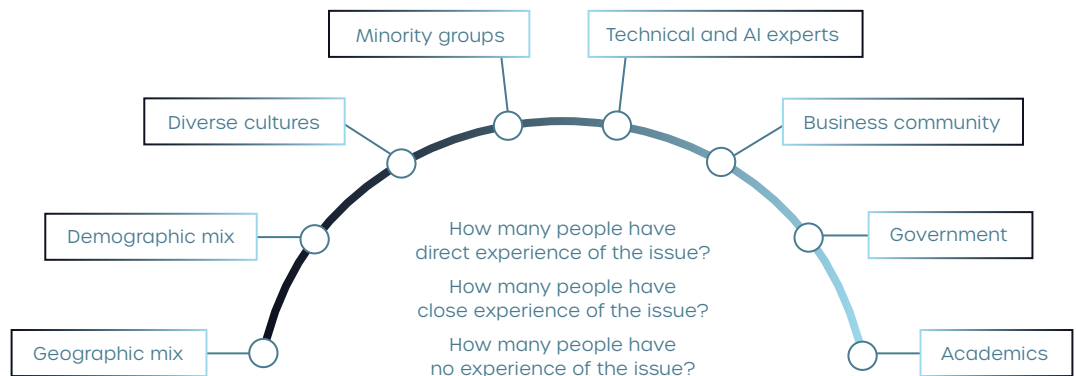 Minority groups
Technical and AI experts
Diverse cultures
Business community
Demographic mix
Government
Geographic mix
Academics
How many people have
direct experience of the issue?
How many people have
close experience of the issue?
How many people have
no experience of the issue?